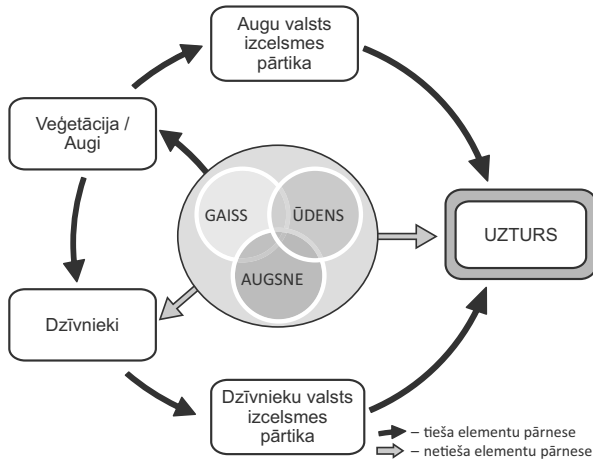 Augu valsts
izcelsmes
pārtika
Veģetācija /
Augi
GAISS
ŪDENS
AUGSNE
UZTURS
Dzīvnieki
Dzīvnieku valsts
izcelsmes
pārtika
– tieša elementu pārnese
– netieša elementu pārnese